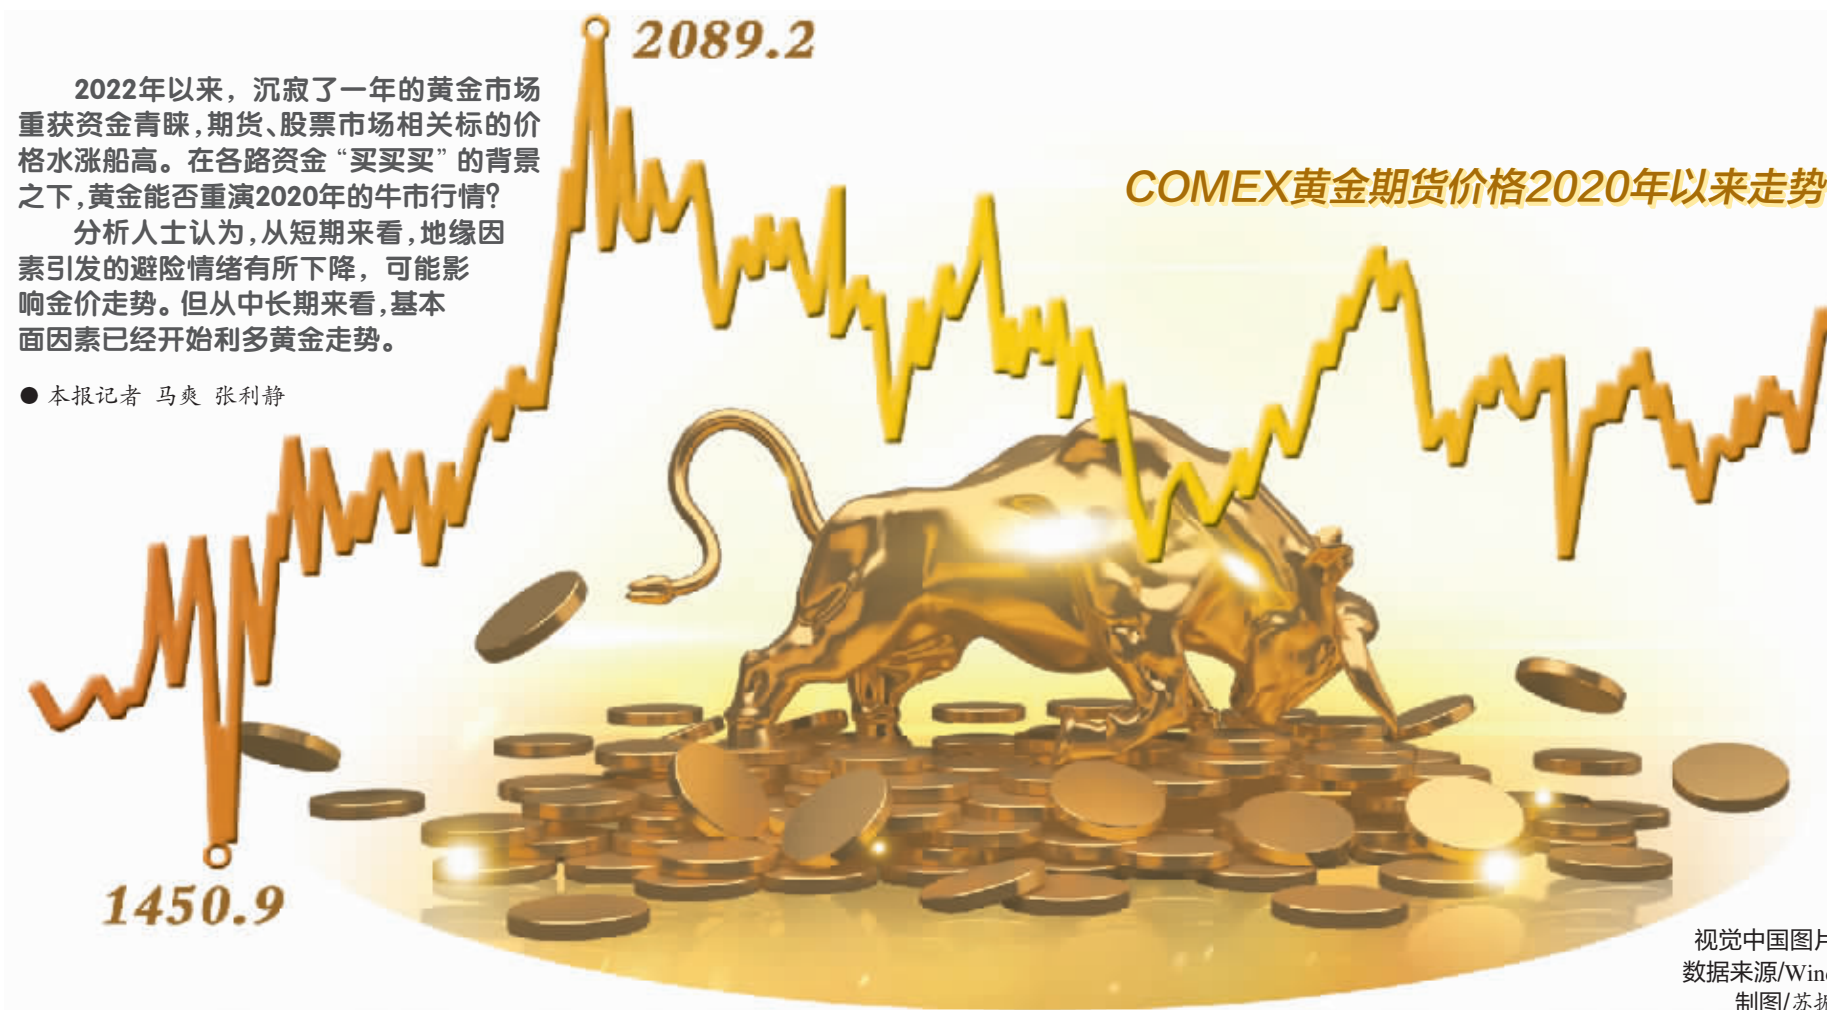 2089.2
2022年以来，沉寂了一年的黄金市场
重获资金青睐，期货、股票市场相关标的价
格水涨船高。在各路资金“买买买”的背景
之下，黄金能否重演2020年的牛市行情？
分析人士认为，从短期来看，地缘因
素引发的避险情绪有所下降，可能影
响金价走势。但从中长期来看，基本
面因素已经开始利多黄金走势。
● 本报记者 马爽 张利静
COMEX黄金期货价格2020年以来走势
1450.9
视觉中国图片
数据来源/Wind
制图/苏振